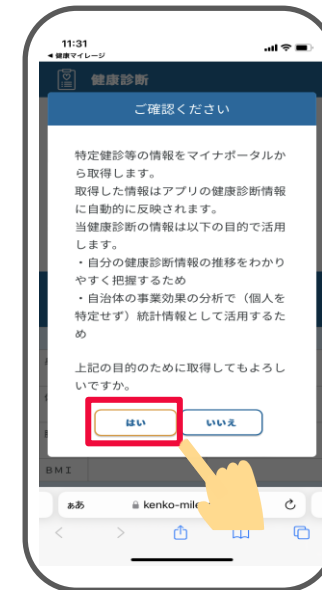 11:31
◀ 健康マイレージ
健康診断
ご確認ください
特定健診等の情報をマイナポータルか
ら取得します。
取得した情報はアプリの健康診断情報
に自動的に反映されます。
当健康診断の情報は以下の目的で活用
します。
・自分の健康診断情報の推移をわかり
やすく把握するため
・自治体の事業効果の分析で（個人を
特定せず）統計情報として活用するた
め
上記の目的のために取得してもよろし
いですか。
はい
いいえ
BMI
ああ
kenko-mile